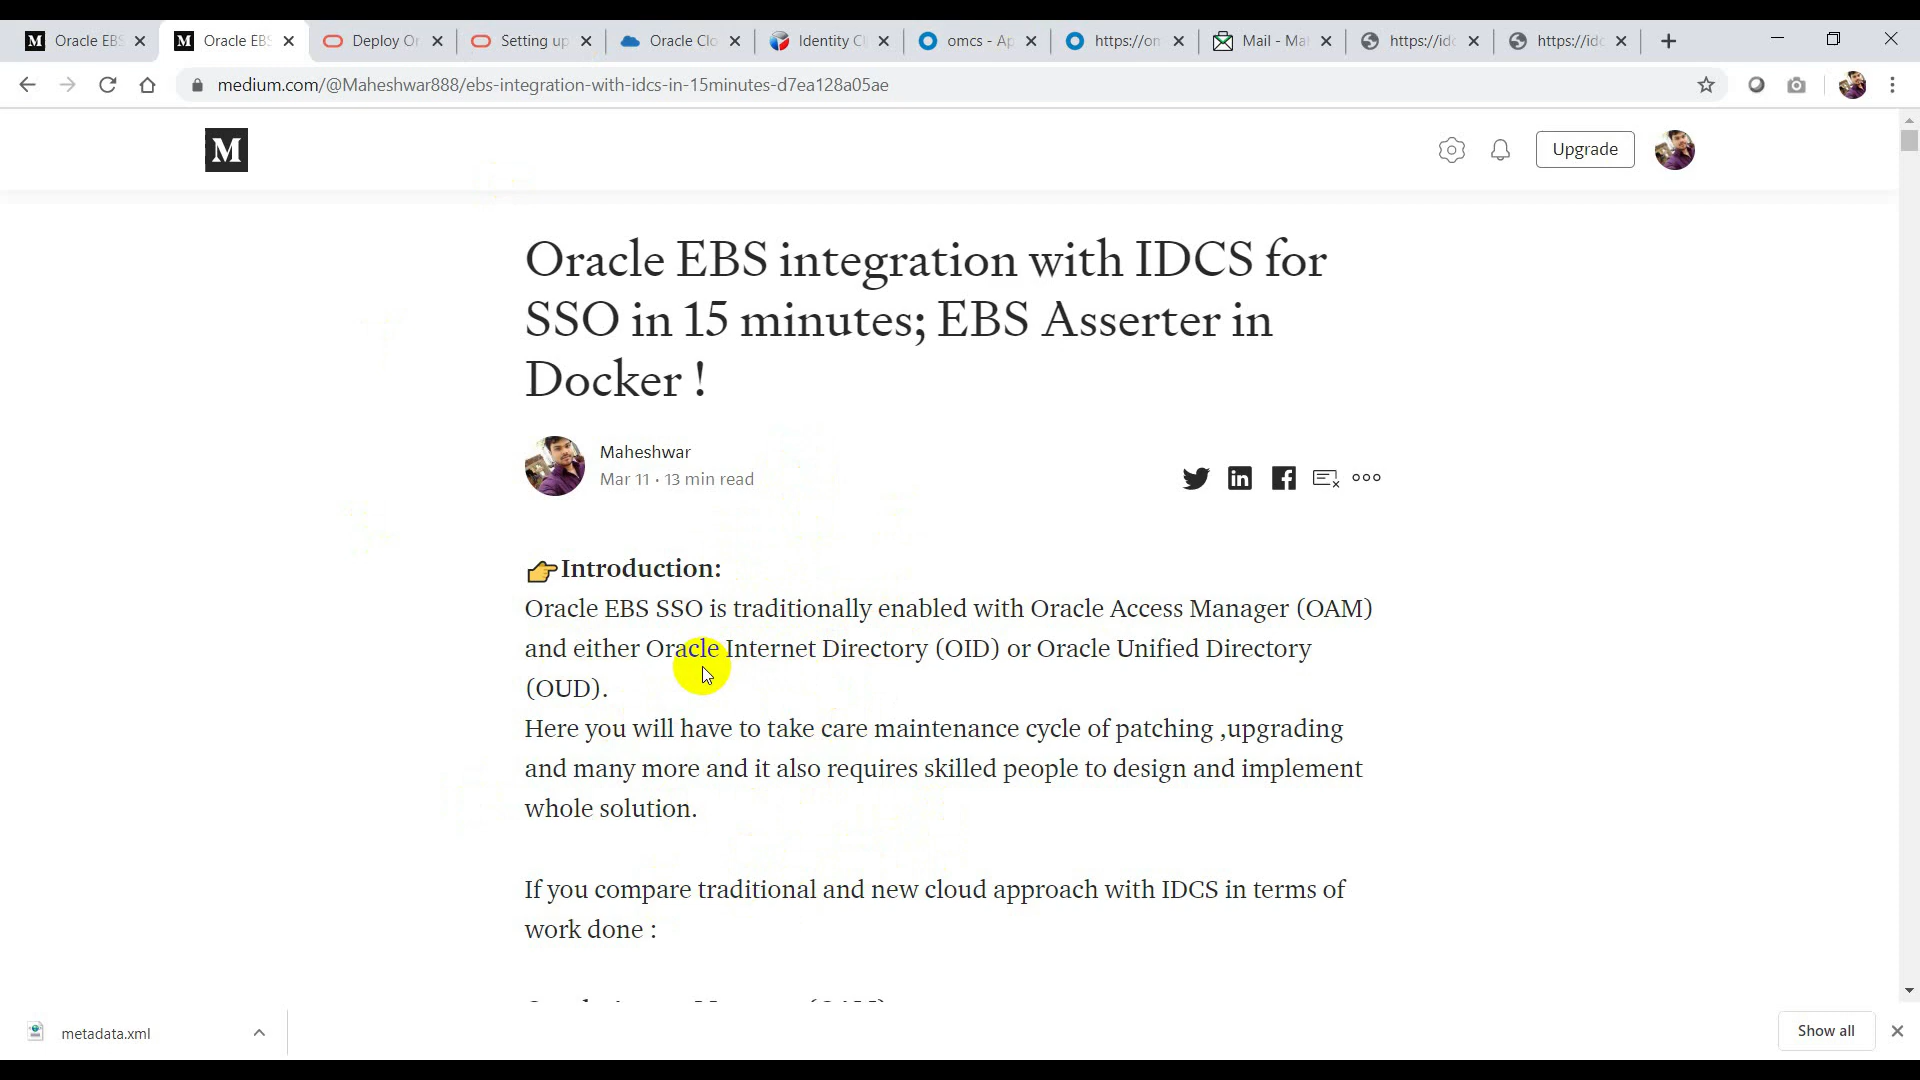 Oracle EBS
Oracle EBS
Deploy Or
Setting up
Oracle Clo
Identity Cl
omcs - Ap
https://om
Mail - Ma
https://idc
https://idc
medium.com/@Maheshwar888/ebs-integration-with-idcs-in-15minutes-d7ea128a05ae
M
Upgrade
Oracle EBS integration with IDCS for
SSO in 15 minutes; EBS Asserter in
Docker !
Maheshwar
Mar 11 · 13 min read
👉Introduction:
Oracle EBS SSO is traditionally enabled with Oracle Access Manager (OAM)
and either Oracle Internet Directory (OID) or Oracle Unified Directory
(OUD).
Here you will have to take care maintenance cycle of patching ,upgrading
and many more and it also requires skilled people to design and implement
whole solution.
If you compare traditional and new cloud approach with IDCS in terms of
work done :
metadata.xml
Show all